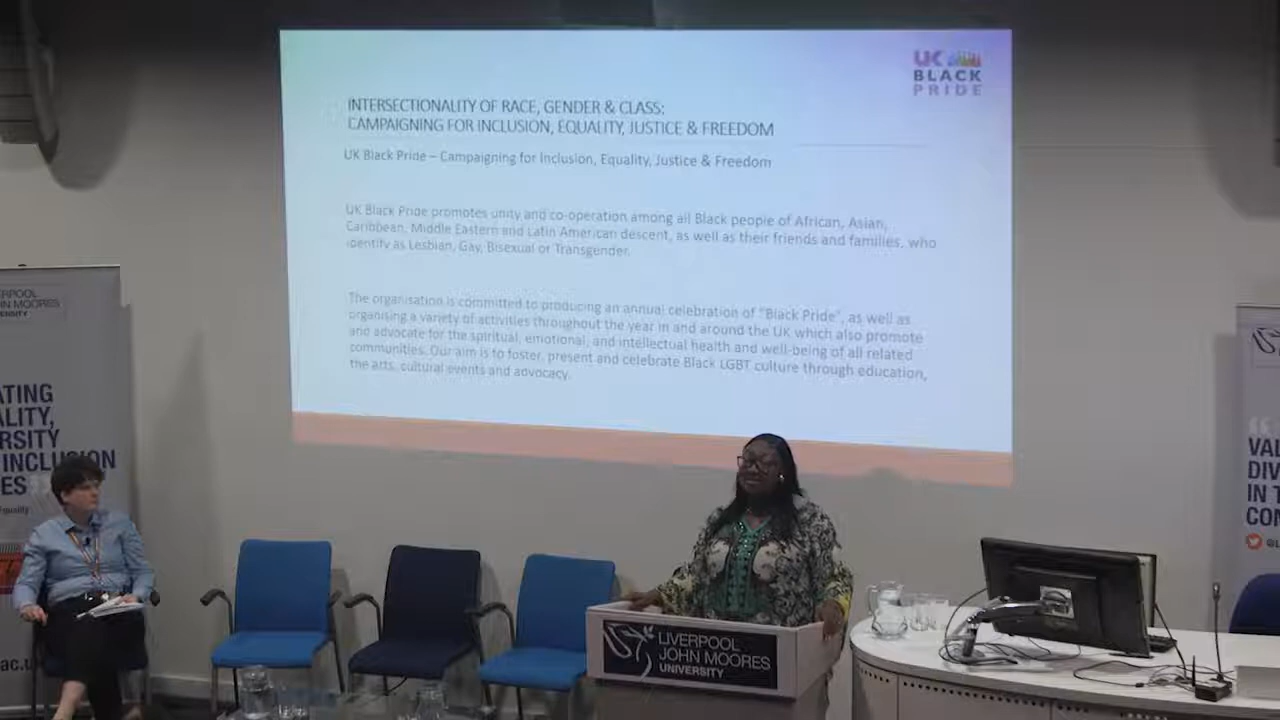 UK
BLACK
PRIDE
INTERSECTIONALITY OF RACE, GENDER & CLASS:
CAMPAIGNING FOR INCLUSION, EQUALITY, JUSTICE & FREEDOM
UK Black Pride – Campaigning for Inclusion, Equality, Justice & Freedom
UK Black Pride promotes unity and co-operation among all Black people of African, Asian,
Caribbean, Middle Eastern and Latin American descent, as well as their friends and families, who
identify as Lesbian, Gay, Bisexual or Transgender.
The organisation is committed to producing an annual celebration of "Black Pride", as well as
organising a variety of activities throughout the year in and around the UK which also promote
and advocate for the spiritual, emotional, and intellectual health and well-being of all related
communities. Our aim is to foster, present and celebrate Black LGBT culture through education,
the arts, cultural events and advocacy.
ERPOOL
HN MOORES
ERSITY
ATING
ALITY,
RSITY
INCLUSION
ES
ac.u
LIVERPOOL
JOHN MOORES
UNIVERSITY
VAL
DIV
IN T
CON
@L